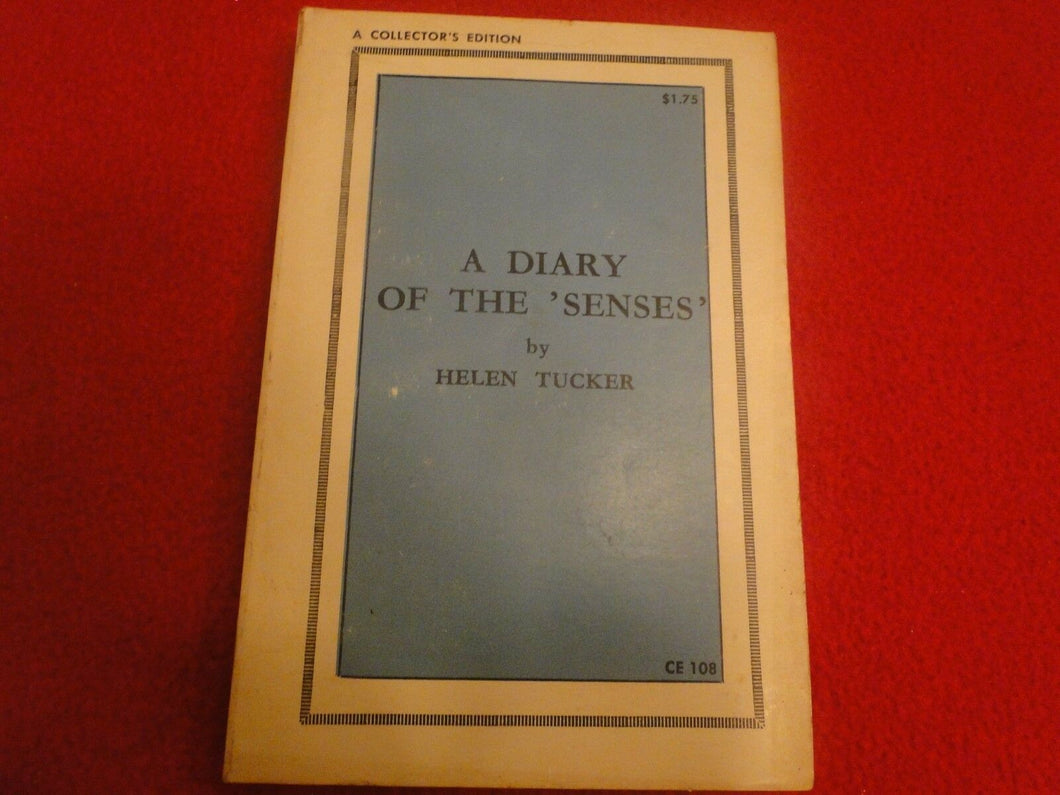 A COLLECTOR'S EDITION
$1.75
A DIARY
OF THE ’SENSES’
by
HELEN TUCKER
CE 108